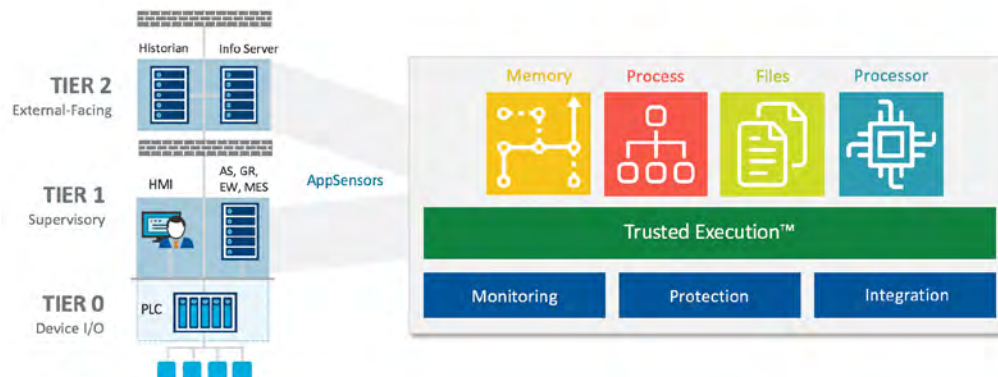 Historian
Info Server
TIER 2
External-Facing
HMI
AS, GR,
EW, MES
TIER 1
Supervisory
TIER 0
Device I/O
PLC
AppSensors
Memory
Process
Files
Processor
Trusted Execution™
Monitoring
Protection
Integration